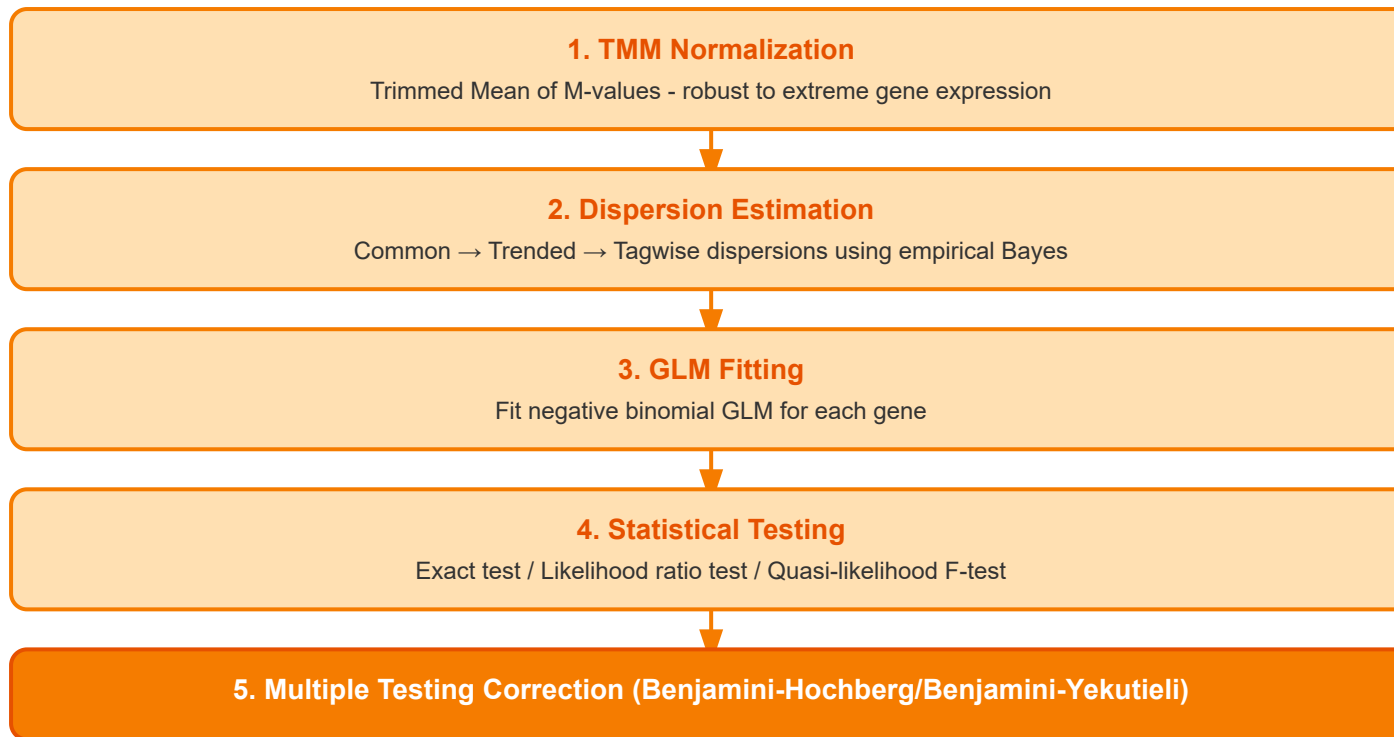 1. TMM Normalization
Trimmed Mean of M-values - robust to extreme gene expression
2. Dispersion Estimation
Common → Trended → Tagwise dispersions using empirical Bayes
3. GLM Fitting
Fit negative binomial GLM for each gene
4. Statistical Testing
Exact test / Likelihood ratio test / Quasi-likelihood F-test
5. Multiple Testing Correction (Benjamini-Hochberg/Benjamini-Yekutieli)